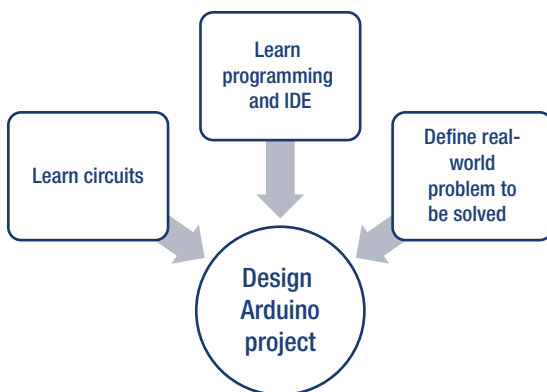 Learn
programming
and IDE
Learn circuits
Define real-
world
problem to
be solved
Design
Arduino
project